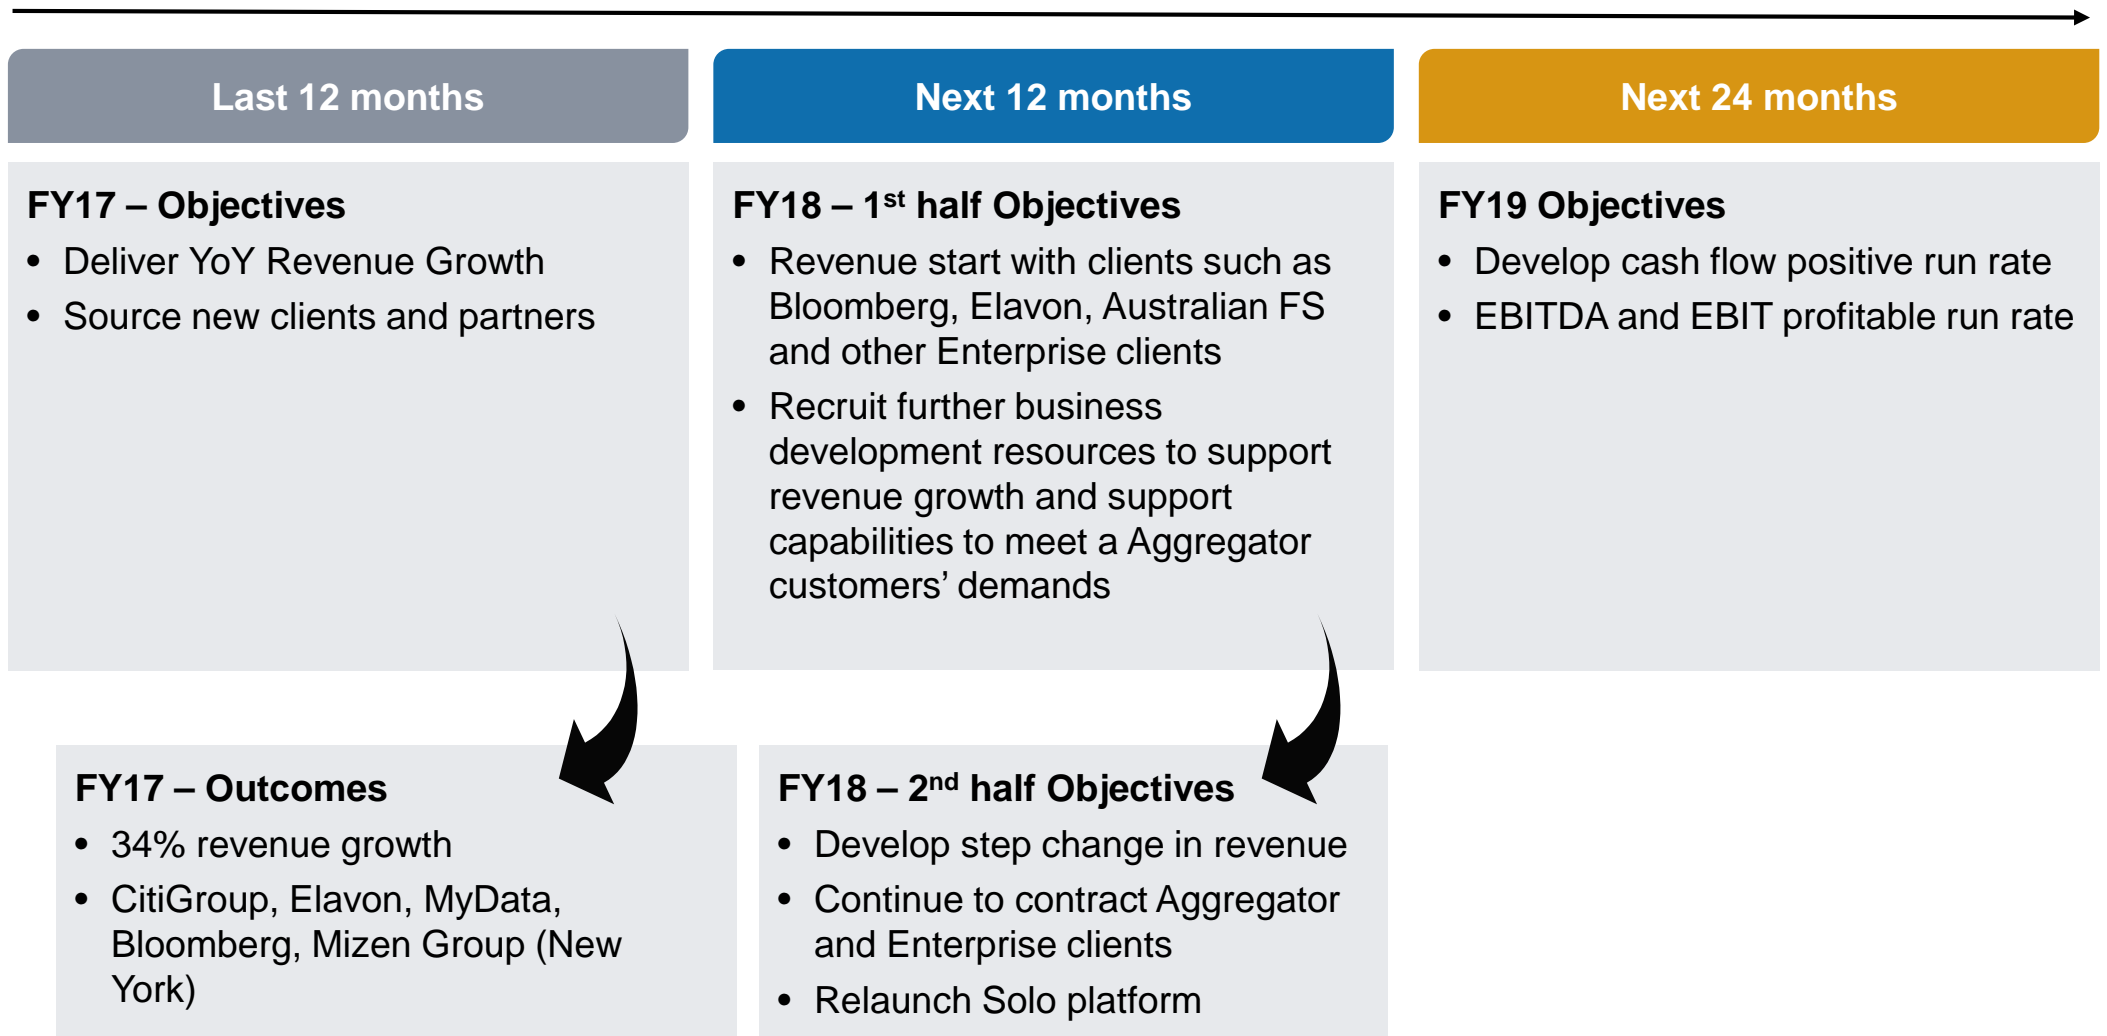 Last 12 months
Next 12 months
Next 24 months
FY17 – Objectives
• Deliver YoY Revenue Growth
• Source new clients and partners
FY18 – 1st half Objectives
• Revenue start with clients such as
Bloomberg, Elavon, Australian FS
and other Enterprise clients
• Recruit further business
development resources to support
revenue growth and support
capabilities to meet a Aggregator
customers’ demands
FY19 Objectives
• Develop cash flow positive run rate
• EBITDA and EBIT profitable run rate
FY17 – Outcomes
• 34% revenue growth
• CitiGroup, Elavon, MyData,
Bloomberg, Mizen Group (New
York)
FY18 – 2nd half Objectives
• Develop step change in revenue
• Continue to contract Aggregator
and Enterprise clients
• Relaunch Solo platform